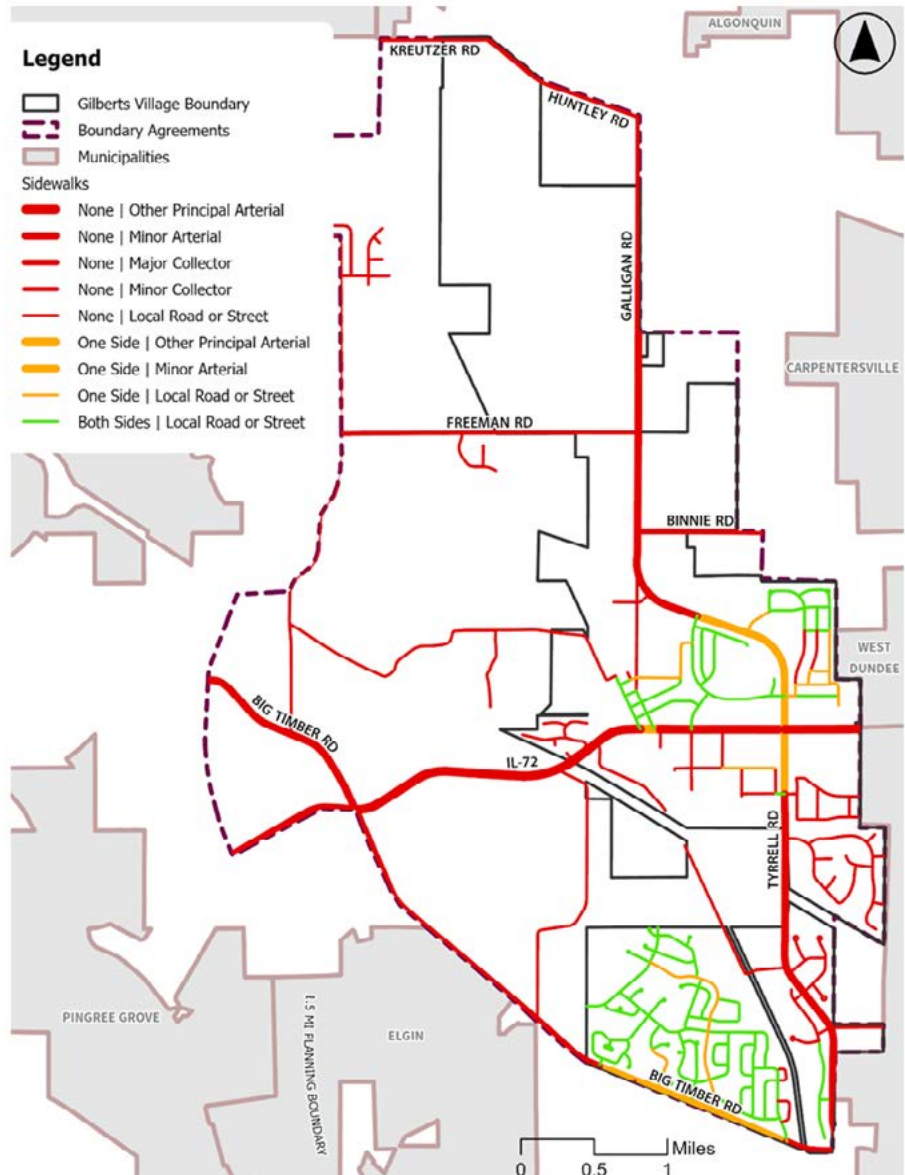 Legend
Gilberts Village Boundary
Boundary Agreements
Municipalities
Sidewalks
None | Other Principal Arterial
None | Minor Arterial
None | Major Collector
None | Minor Collector
None | Local Road or Street
One Side | Other Principal Arterial
One Side | Minor Arterial
One Side | Local Road or Street
Both Sides | Local Road or Street
ALGONQUIN
KREUTZER RD
HUNTLEY RD
GALLIGAN RD
CARPENTERSVILLE
FREEMAN RD
BINNIE RD
WEST
DUNDEE
BIG TIMBER RD
IL-72
TYRRELL RD
PINGREE GROVE
1.5 MI PLANNING BOUNDARY
ELGIN
BIG TIMBER RD
Miles
0 0.5 1